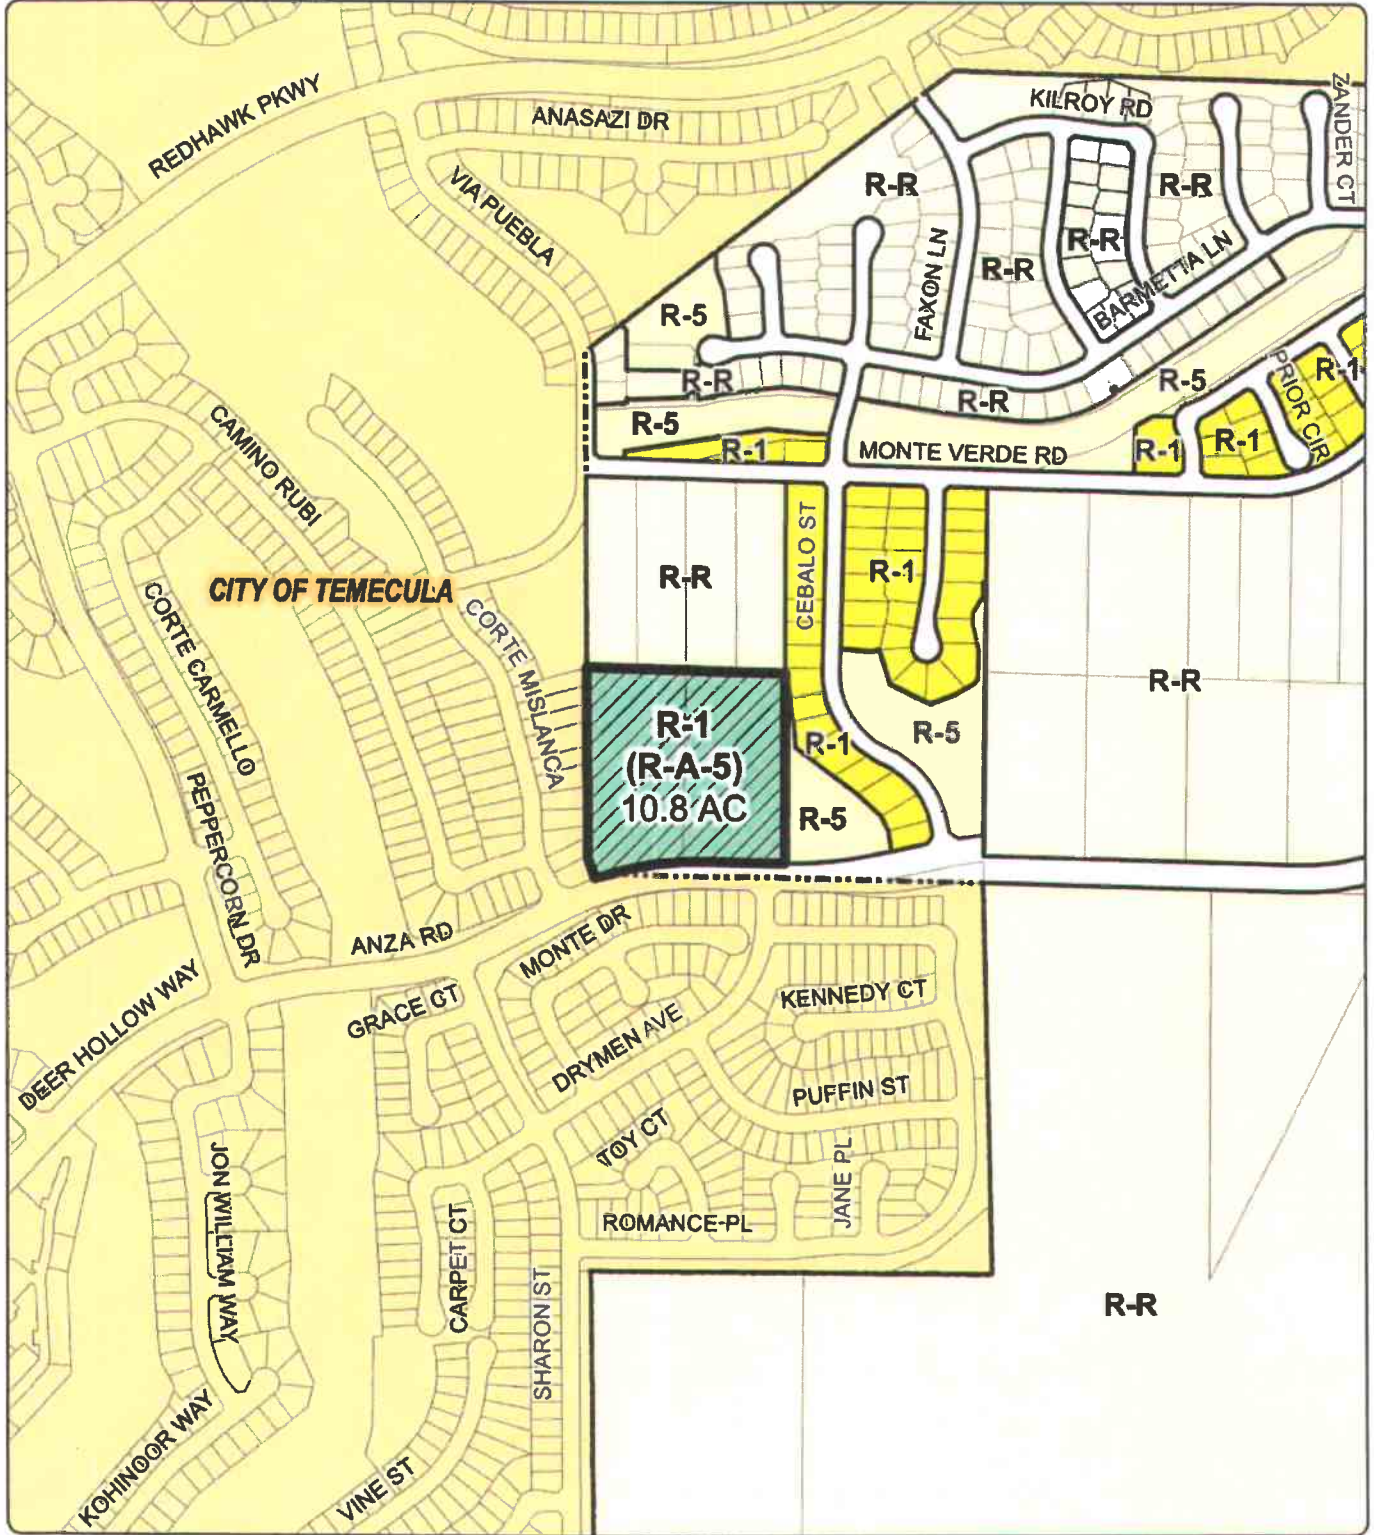 KILROY RD
ZANDER CT
REDHAWK PKWY
ANASAZI DR
VIA PUEBLA
R-R
R-R
R-R
R-R
FAXON LN
BARMETTA LN
R-5
R-R
R-R
R-5
PRIOR CIR
R-1
R-5
R-1
MONTE VERDE RD
R-1
R-1
CAMINO RUBI
CITY OF TEMECULA
CORTE CARMELLO
CORTE MISLANCA
R-R
CEBALO ST
R-1
R-R
R-1
(R-A-5)
10.8 AC
R-1
R-5
R-5
PEPPERCORN DR
ANZA RD
MONTE DR
DEER HOLLOW WAY
GRACE CT
KENNEDY CT
DRYMEN AVE
PUFFIN ST
TOY CT
JANE PL
JON WILLIAM WAY
CARPET CT
ROMANCE PL
SHARON ST
R-R
KOHINOOR WAY
VINE ST